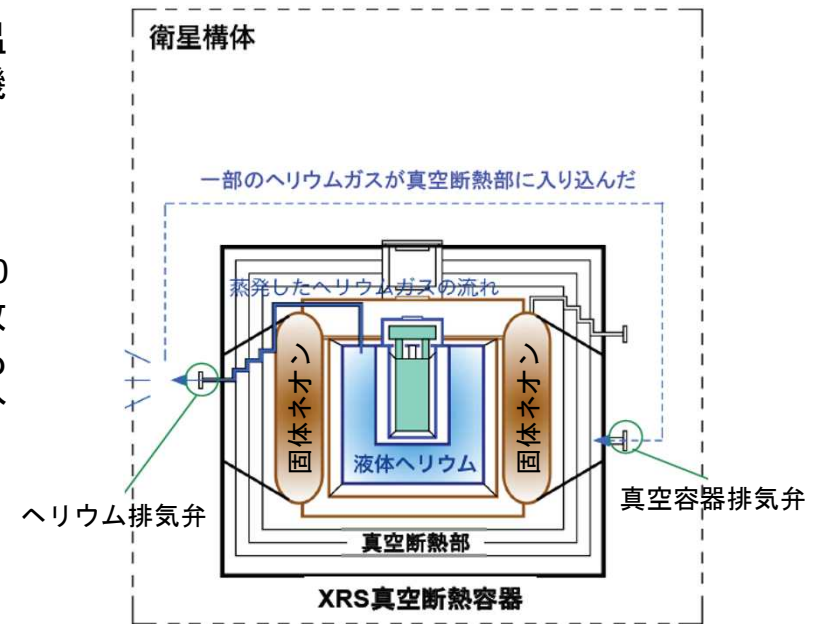 衛星構体
一部のヘリウムガスが真空断熱部に入り込んだ
蒸発したヘリウムガスの流れ
固体ネオン
固体ネオン
液体ヘリウム
ヘリウム排気弁
真空容器排気弁
真空断熱部
XRS真空断熱容器